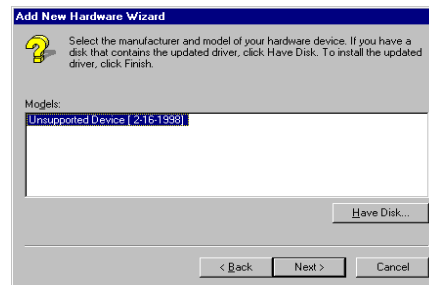 Add New Hardware Wizard
Select the manufacturer and model of your hardware device. If you have a
disk that contains the updated driver, click Have Disk. To install the updated
driver, click Finish.
Models:
Unsupported Device [ 2-16-1998]
Have Disk...
< Back
Next >
Cancel